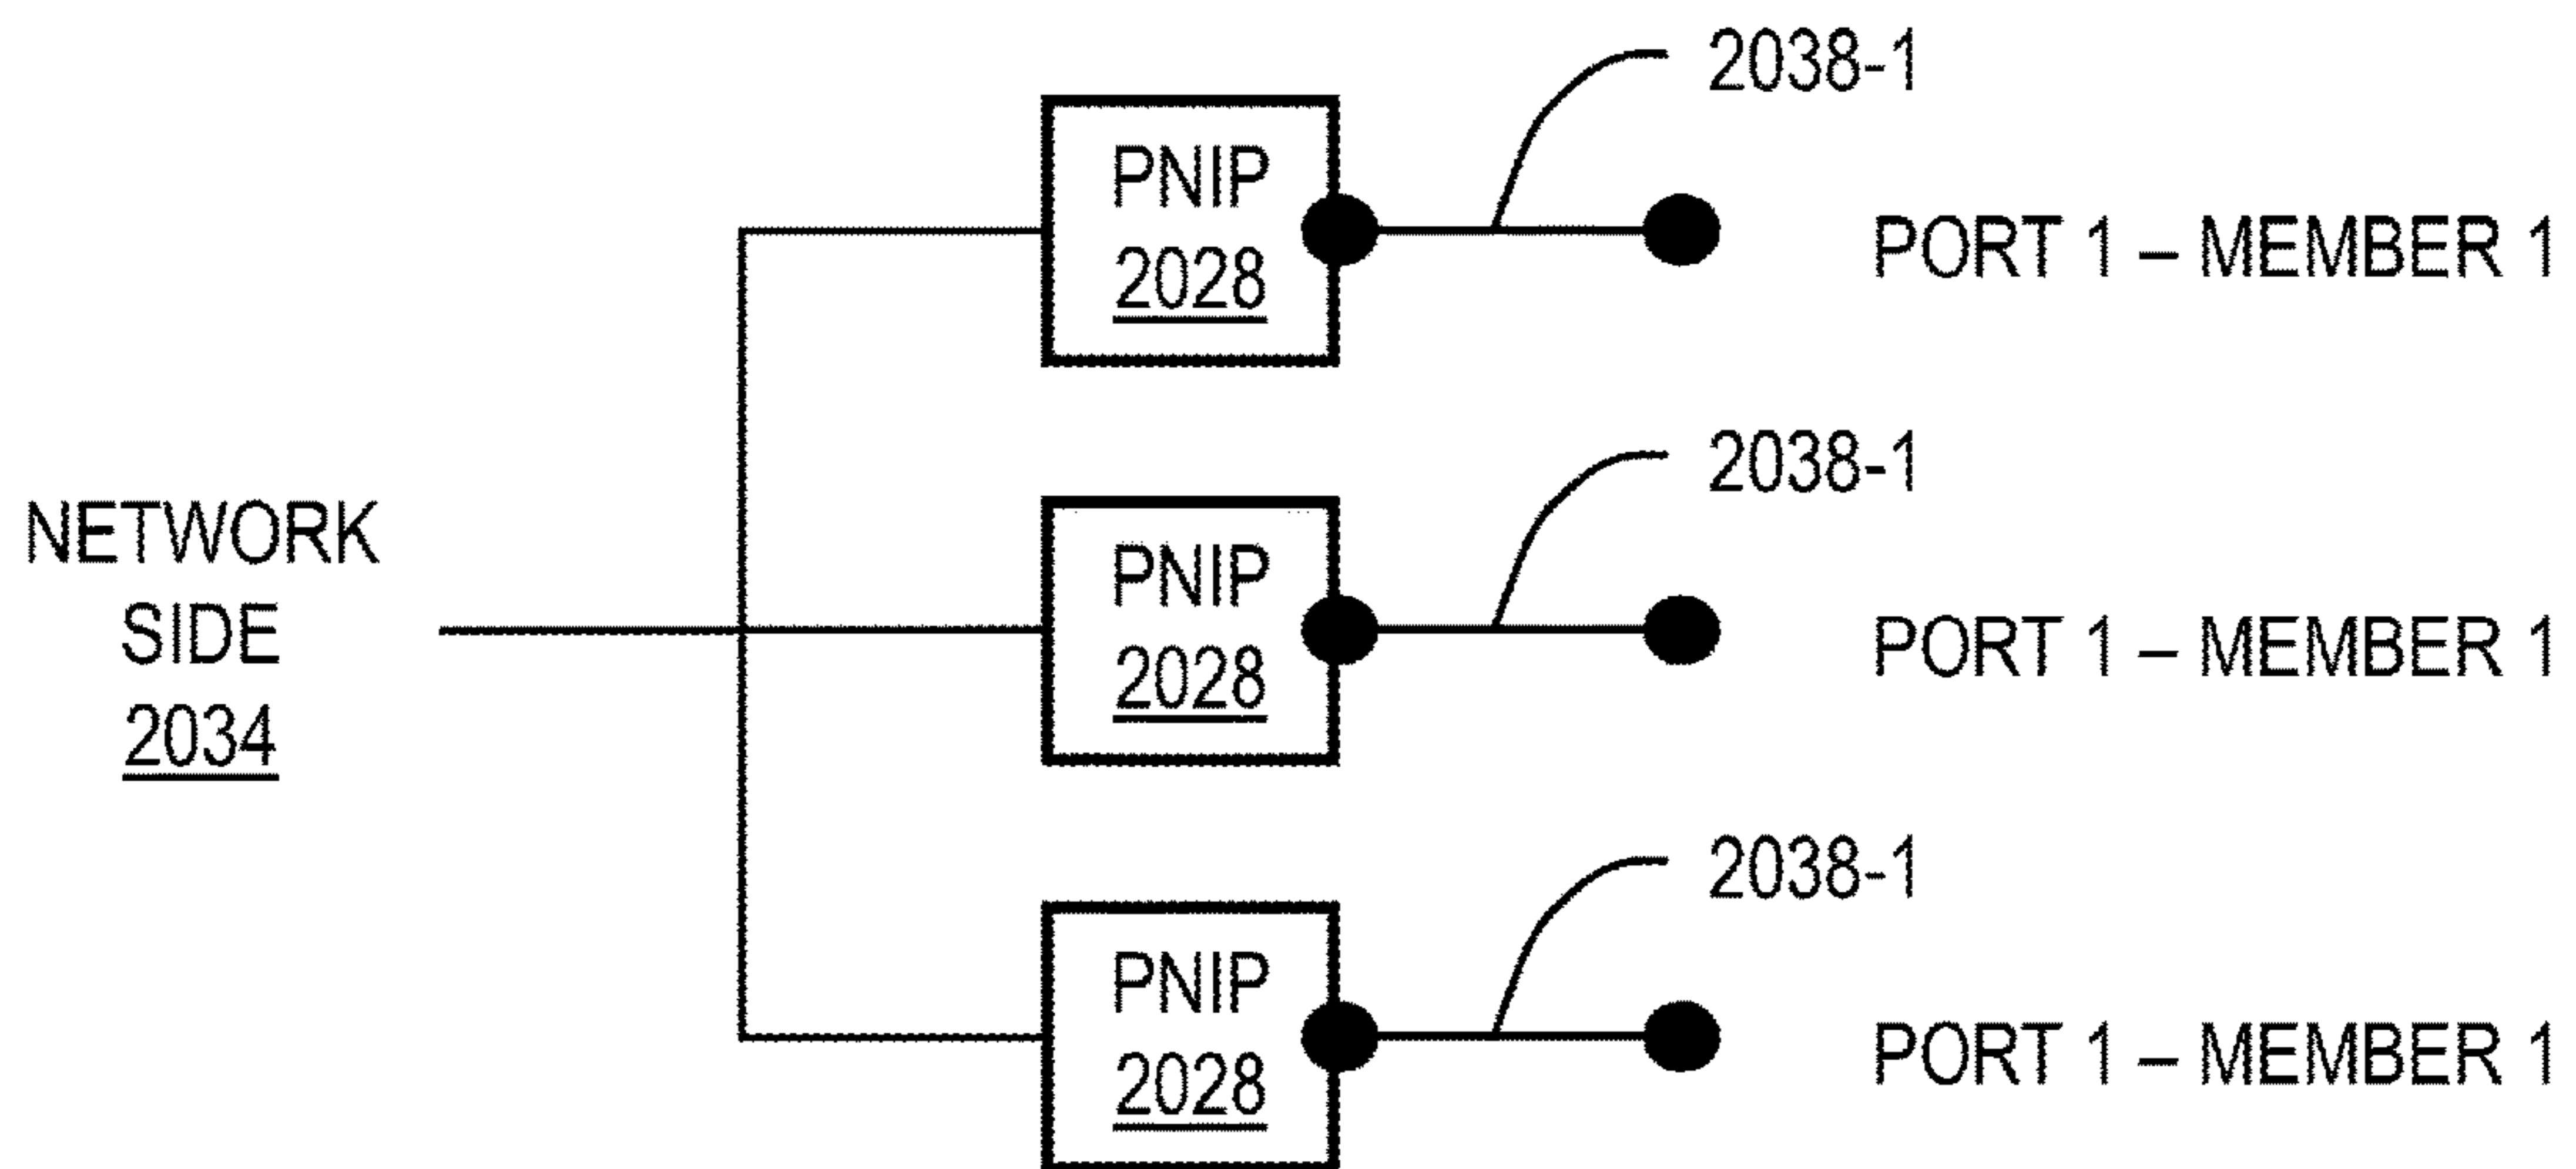 2038-1
PNIP
2028
PORT 1 – MEMBER 1
2038-1
NETWORK
SIDE
2034
PNIP
2028
PORT 1 – MEMBER 1
2038-1
PNIP
2028
PORT 1 – MEMBER 1